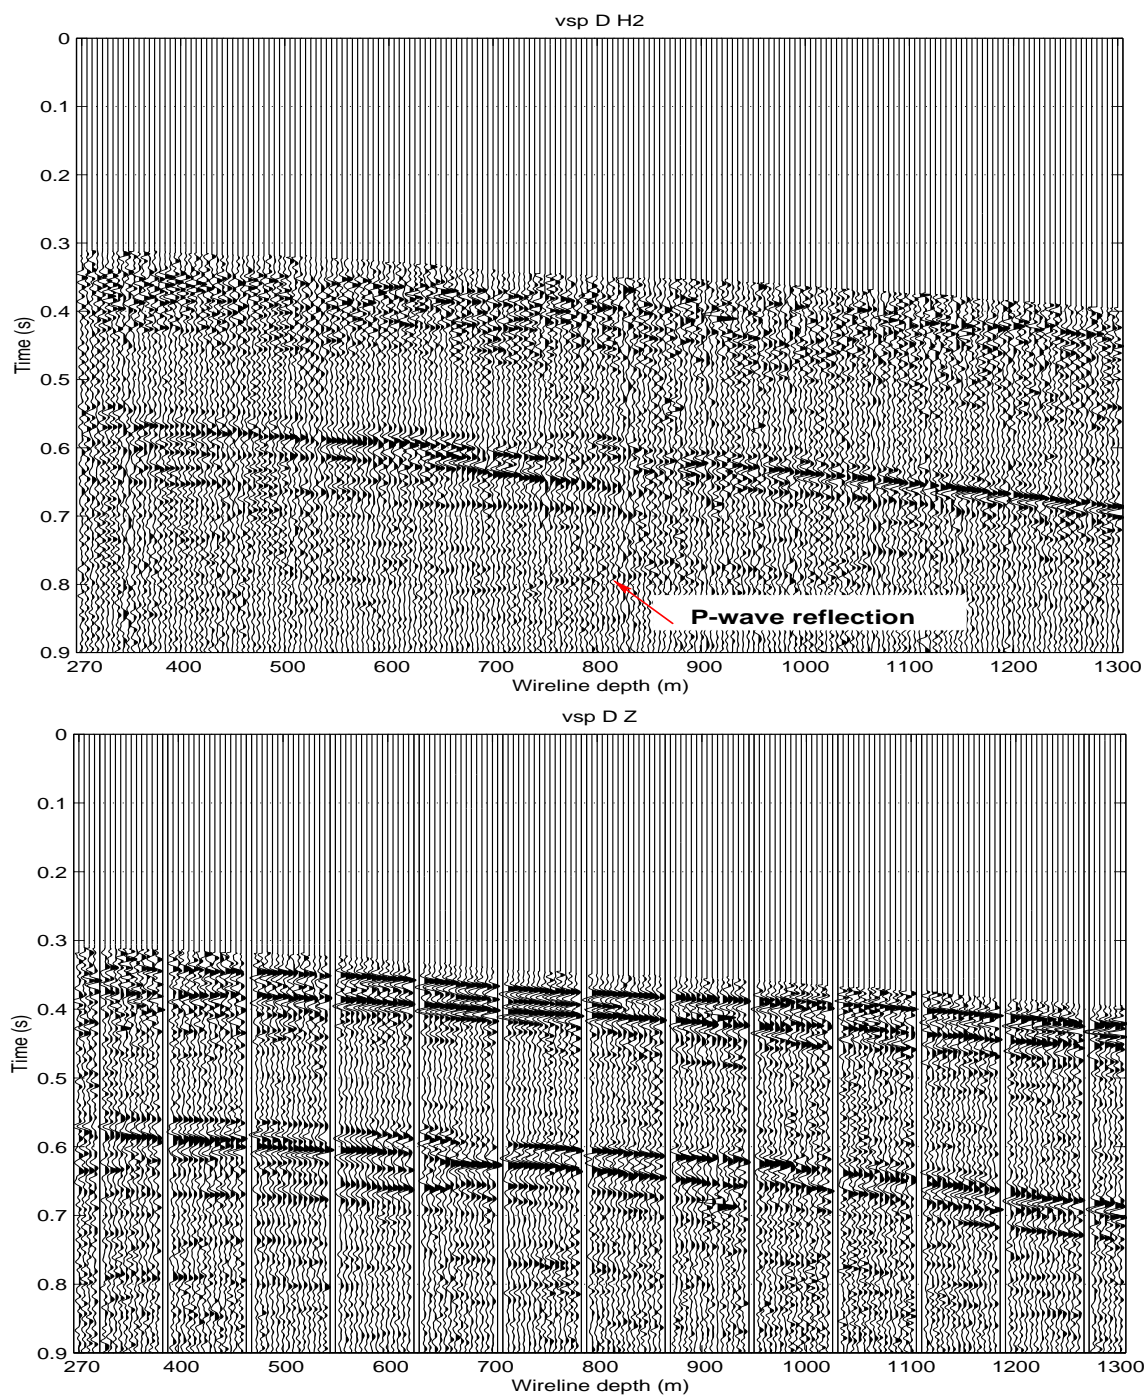 vsp D H2
0
0.1
0.2
0.3
0.4
0.5
0.6
0.7
0.8
0.9
Time (s)
P-wave reflection
270 400 500 600 700 800 900 1000 1100 1300
Wireline depth (m)
vsp D Z
0
0.1
0.2
0.3
0.4
0.5
0.6
0.7
0.8
0.9
Time (s)
270 400 500 600 700 800 900 1000 1100 1200 1300
Wireline depth (m)